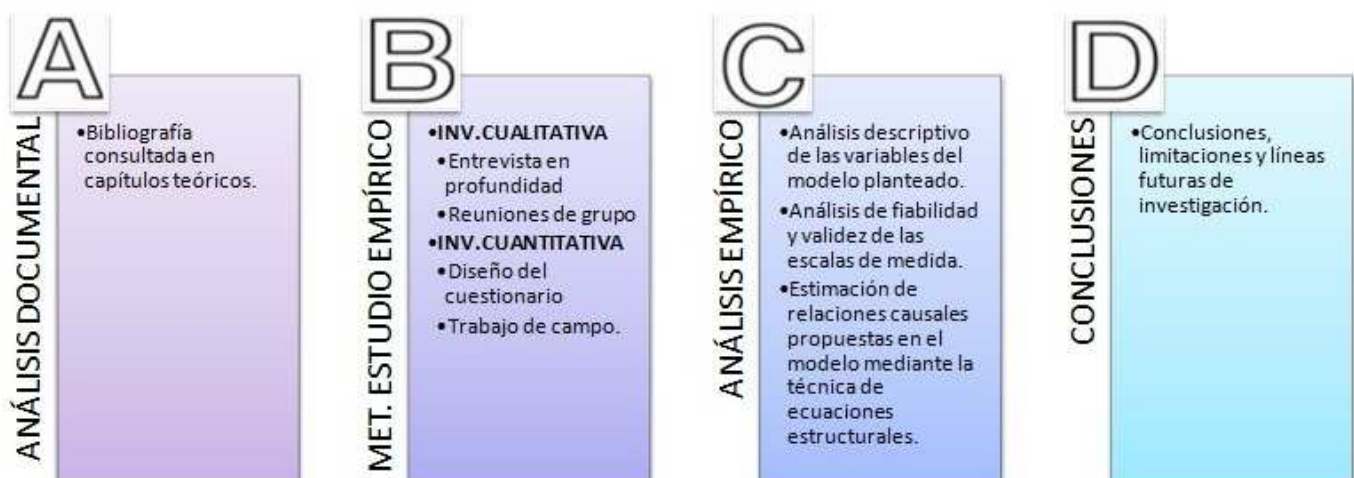 A
ANÁLISIS DOCUMENTAL
•Bibliografía
consultada en
capítulos teóricos.
B
MET. ESTUDIO EMPÍRICO
•INV.CUALITATIVA
•Entrevista en
profundidad
•Reuniones de grupo
•INV.CUANTITATIVA
•Diseño del
cuestionario
•Trabajo de campo.
C
ANÁLISIS EMPÍRICO
•Análisis descriptivo
de las variables del
modelo planteado.
•Análisis de fiabilidad
y validez de las
escalas de medida.
•Estimación de
relaciones causales
propuestas en el
modelo mediante la
técnica de
ecuaciones
estructurales.
D
CONCLUSIONES
•Conclusiones,
limitaciones y líneas
futuras de
investigación.